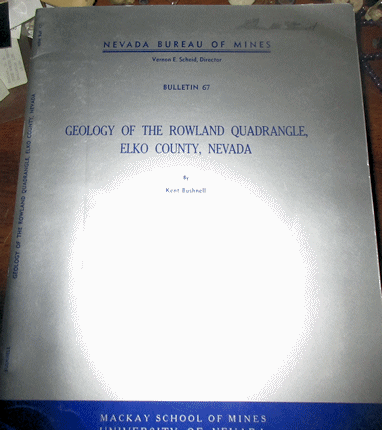 NEVADA BUREAU OF MINES
Vernon E. Scheid, Director
BULLETIN 67
GEOLOGY OF THE ROWLAND QUADRANGLE,
ELKO COUNTY, NEVADA
By
Kent Bushnell
MACKAY SCHOOL OF MINES
UNIVERSITY OF NEVADA
GEOLOGY OF THE ROWLAND QUADRANGLE, ELKO COUNTY, NEVADA